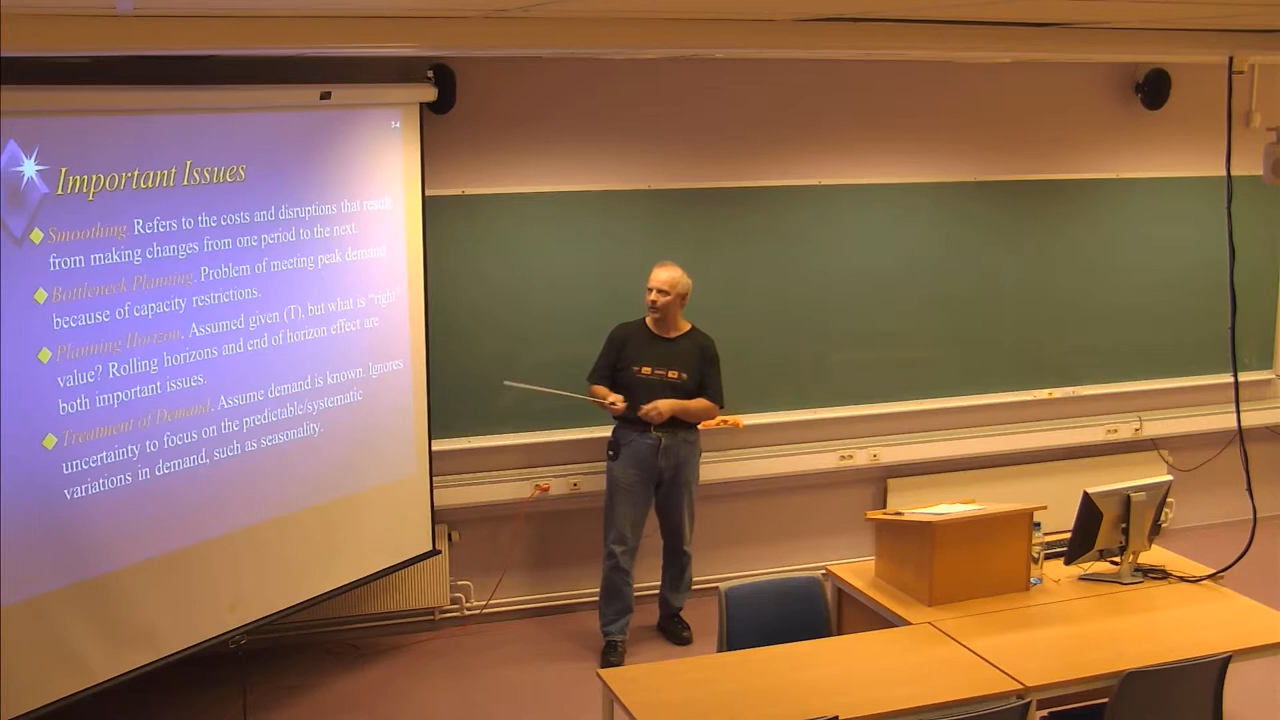 3-4
Important Issues
Smoothing. Refers to the costs and disruptions that result
from making changes from one period to the next.
Bottleneck Planning. Problem of meeting peak demand
because of capacity restrictions.
Planning Horizon. Assumed given (T), but what is "right"
value? Rolling horizons and end of horizon effect are
both important issues.
Treatment of Demand. Assume demand is known. Ignores
uncertainty to focus on the predictable/systematic
variations in demand, such as seasonality.